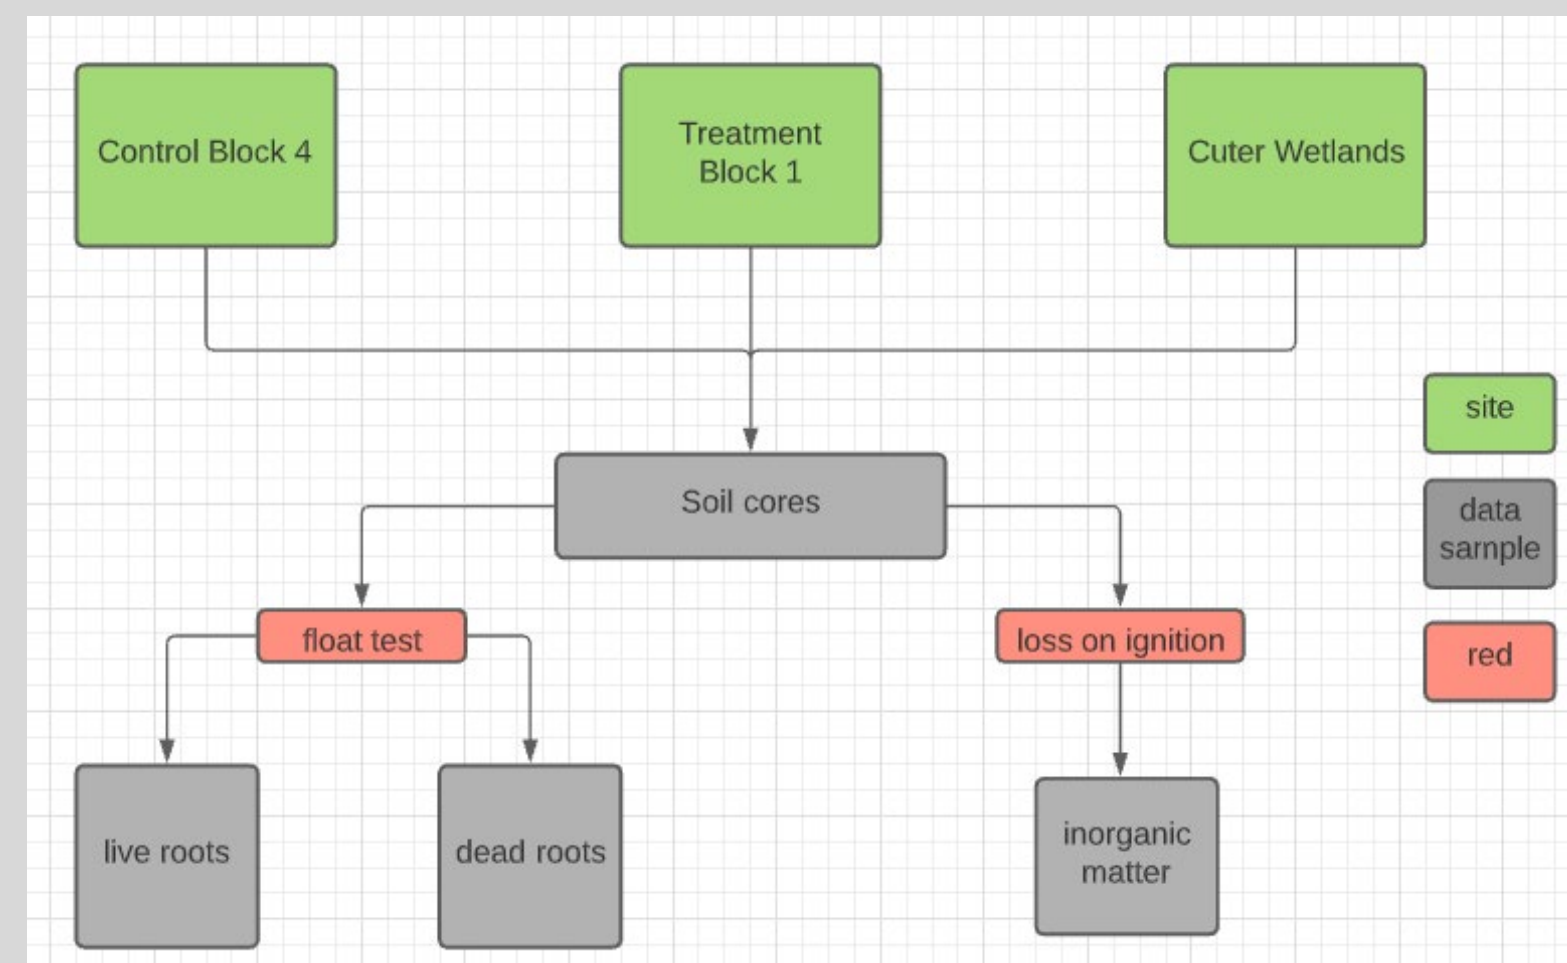 Control Block 4
Treatment
Block 1
Cuter Wetlands
site
Soil cores
data
sample
float test
loss on ignition
red
live roots
dead roots
inorganic
matter